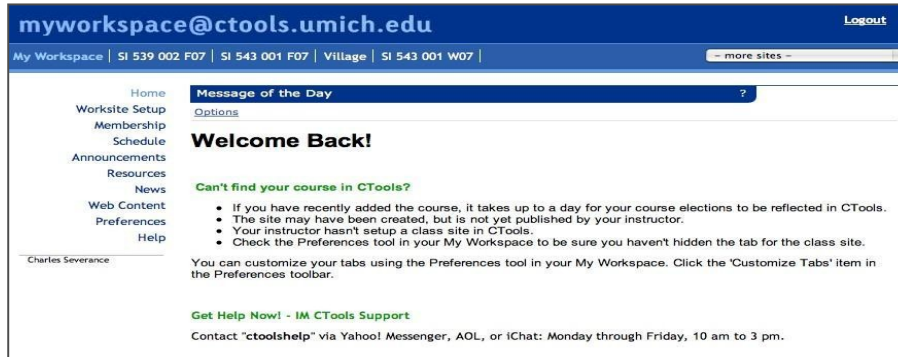 myworkspace@ctools.umich.edu
Logout
My Workspace | SI 539 002 F07 | SI 543 001 F07 | Village | SI 543 001 W07 |
- more sites -
Home
Worksite Setup
Membership
Schedule
Announcements
Resources
News
Web Content
Preferences
Help
Charles Severance
Message of the Day ?
Options
Welcome Back!
Can't find your course in CTools?
• If you have recently added the course, it takes up to a day for your course elections to be reflected in CTools.
• The site may have been created, but is not yet published by your instructor.
• Your instructor hasn't setup a class site in CTools.
• Check the Preferences tool in your My Workspace to be sure you haven't hidden the tab for the class site.
You can customize your tabs using the Preferences tool in your My Workspace. Click the 'Customize Tabs' item in
the Preferences toolbar.
Get Help Now! - IM CTools Support
Contact "ctoolshelp" via Yahoo! Messenger, AOL, or iChat: Monday through Friday, 10 am to 3 pm.